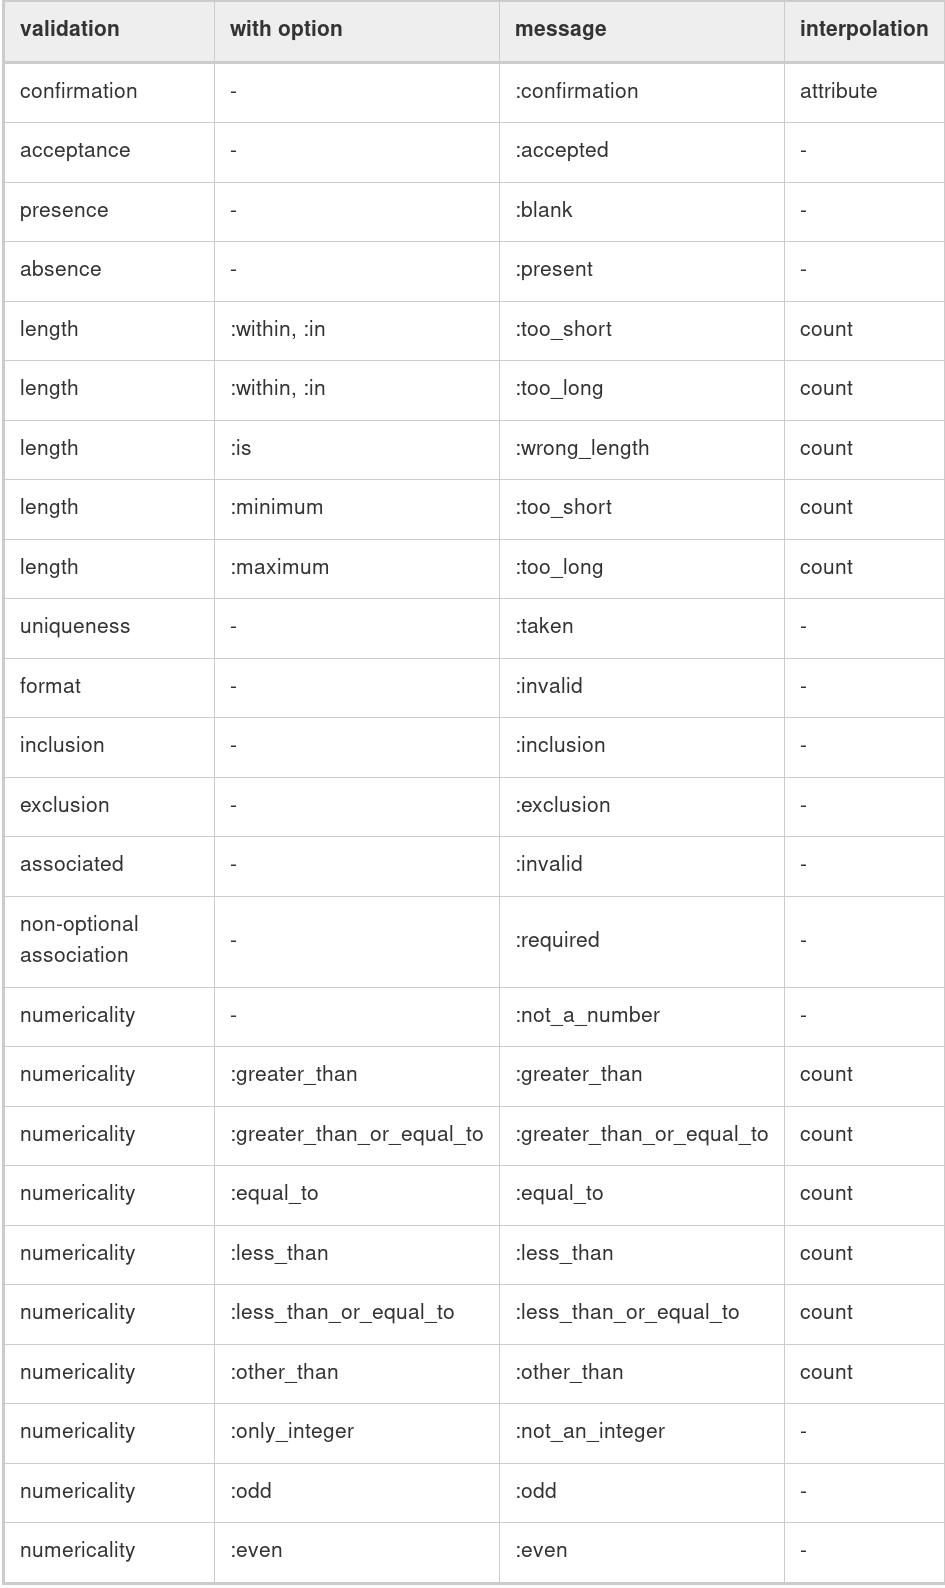 validation with option message interpolation
confirmation - :confirmation attribute
acceptance - :accepted -
presence - :blank -
absence - :present -
length :within, :in :too_short count
length :within, :in :too_long count
length :is :wrong_length count
length :minimum :too_short count
length :maximum :too_long count
uniqueness - :taken -
format - :invalid -
inclusion - :inclusion -
exclusion - :exclusion -
associated - :invalid -
non-optional
association - :required -
numericality - :not_a_number -
numericality :greater_than :greater_than count
numericality :greater_than_or_equal_to :greater_than_or_equal_to count
numericality :equal_to :equal_to count
numericality :less_than :less_than count
numericality :less_than_or_equal_to :less_than_or_equal_to count
numericality :other_than :other_than count
numericality :only_integer :not_an_integer -
numericality :odd :odd -
numericality :even :even -